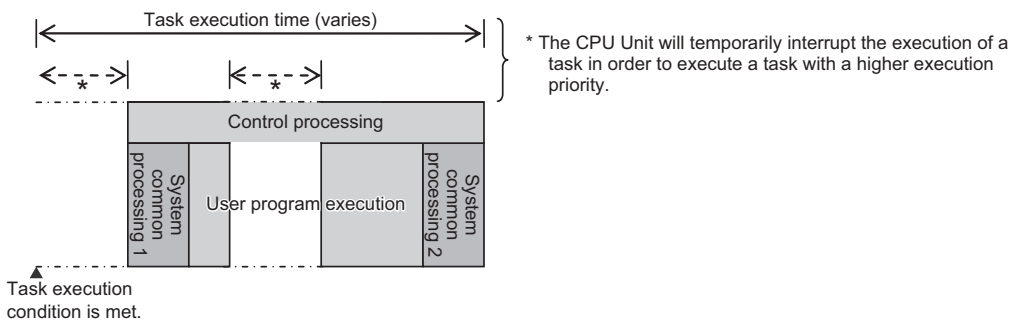 Task execution time (varies)
* The CPU Unit will temporarily interrupt the execution of a
task in order to execute a task with a higher execution
priority.
*
*
Control processing
System
common
processing 1
User program execution
System
common
processing 2
Task execution
condition is met.